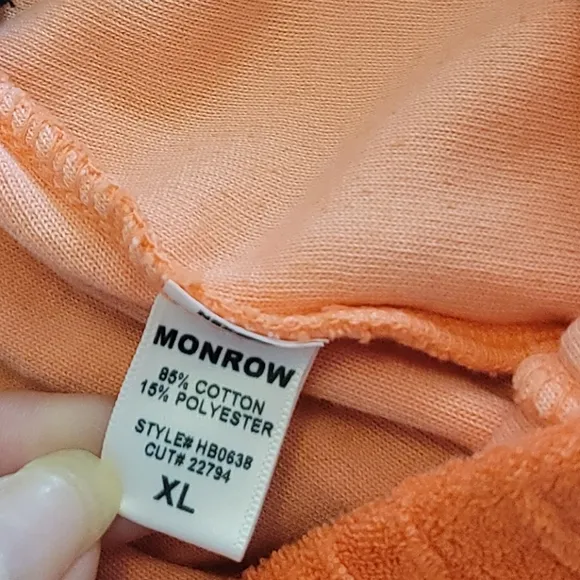 MONROW
85% COTTON
15% POLYESTER
STYLE# HB0638
CUT# 22794
XL